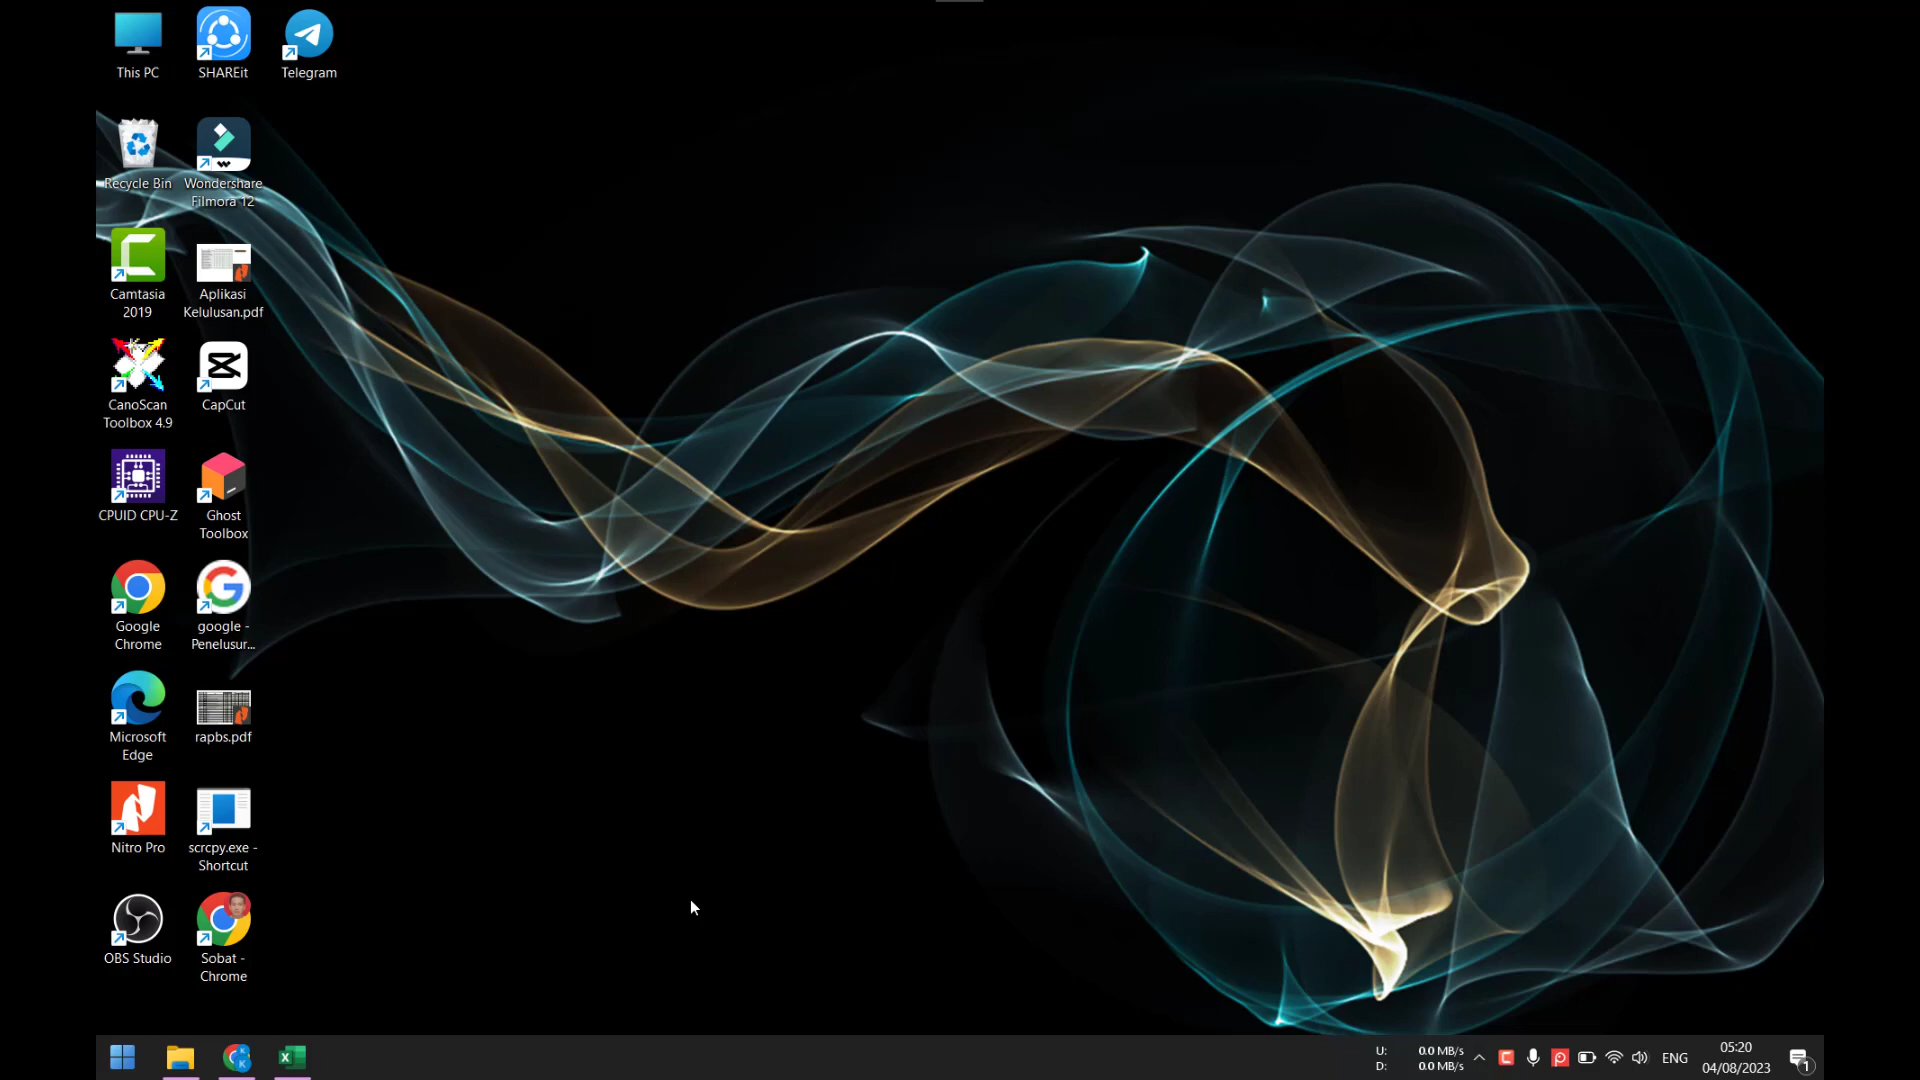 This PC
SHAREit
Telegram
Recycle Bin
Wondershare
Filmora 12
Camtasia
2019
Aplikasi
Kelulusan.pdf
CanoScan
Toolbox 4.9
CapCut
CPUID CPU-Z
Ghost
Toolbox
Google
Chrome
google -
Penelusur...
Microsoft
Edge
rapbs.pdf
Nitro Pro
scrcpy.exe -
Shortcut
OBS Studio
Sobat -
Chrome
U: 0.0 MB/s
D: 0.0 MB/s
ENG
05:20
04/08/2023
1